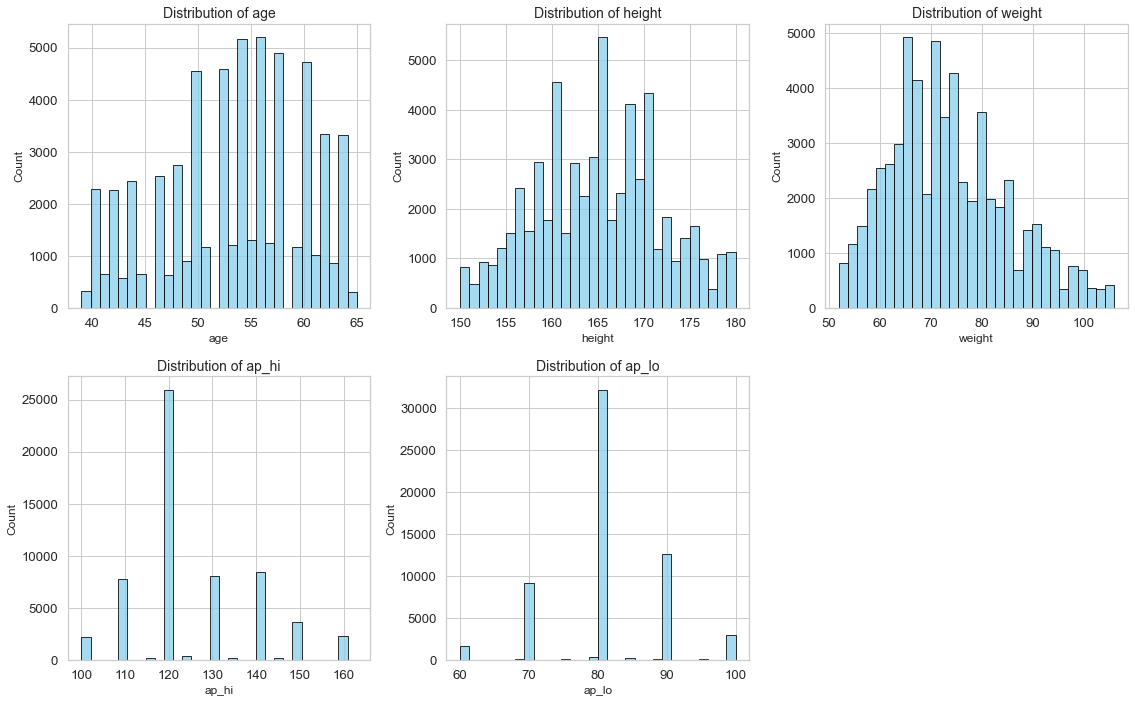 Distribution of age
Count
5000
4000
3000
2000
1000
0
40 45 50 55 60 65
age
Distribution of height
Count
5000
4000
3000
2000
1000
0
150 155 160 165 170 175 180
height
Distribution of weight
Count
5000
4000
3000
2000
1000
0
50 60 70 80 90 100
weight
Distribution of ap_hi
Count
25000
20000
15000
10000
5000
0
100 110 120 130 140 150 160
ap_hi
Distribution of ap_lo
Count
30000
25000
20000
15000
10000
5000
0
60 70 80 90 100
ap_lo